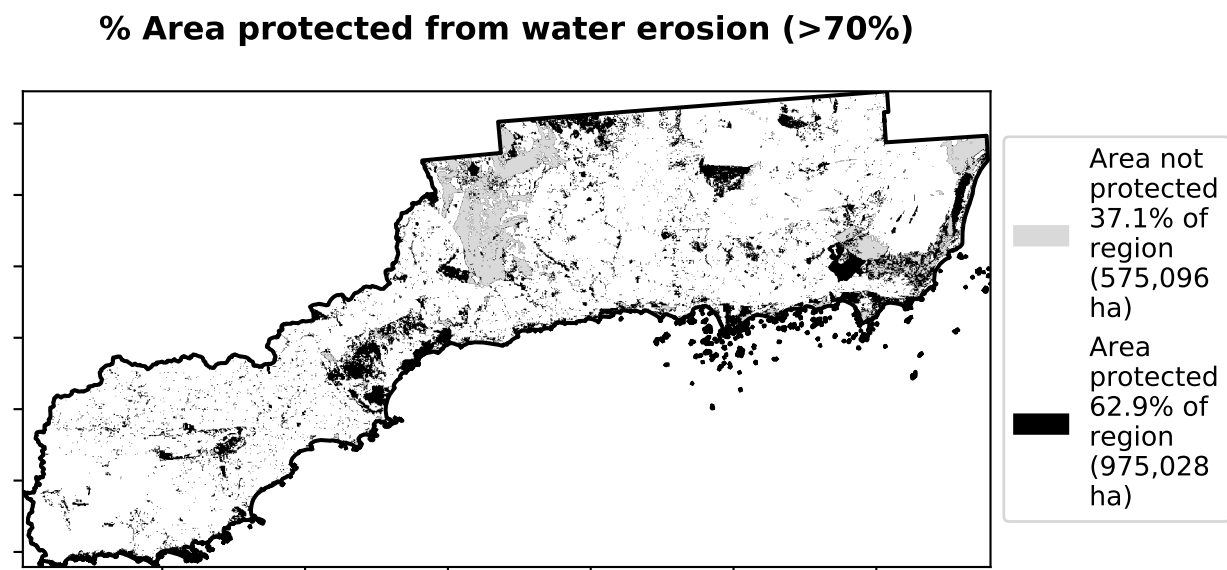 % Area protected from water erosion (>70%)
Area not
protected
37.1% of
region
(575,096
ha)
Area
protected
62.9% of
region
(975,028
ha)